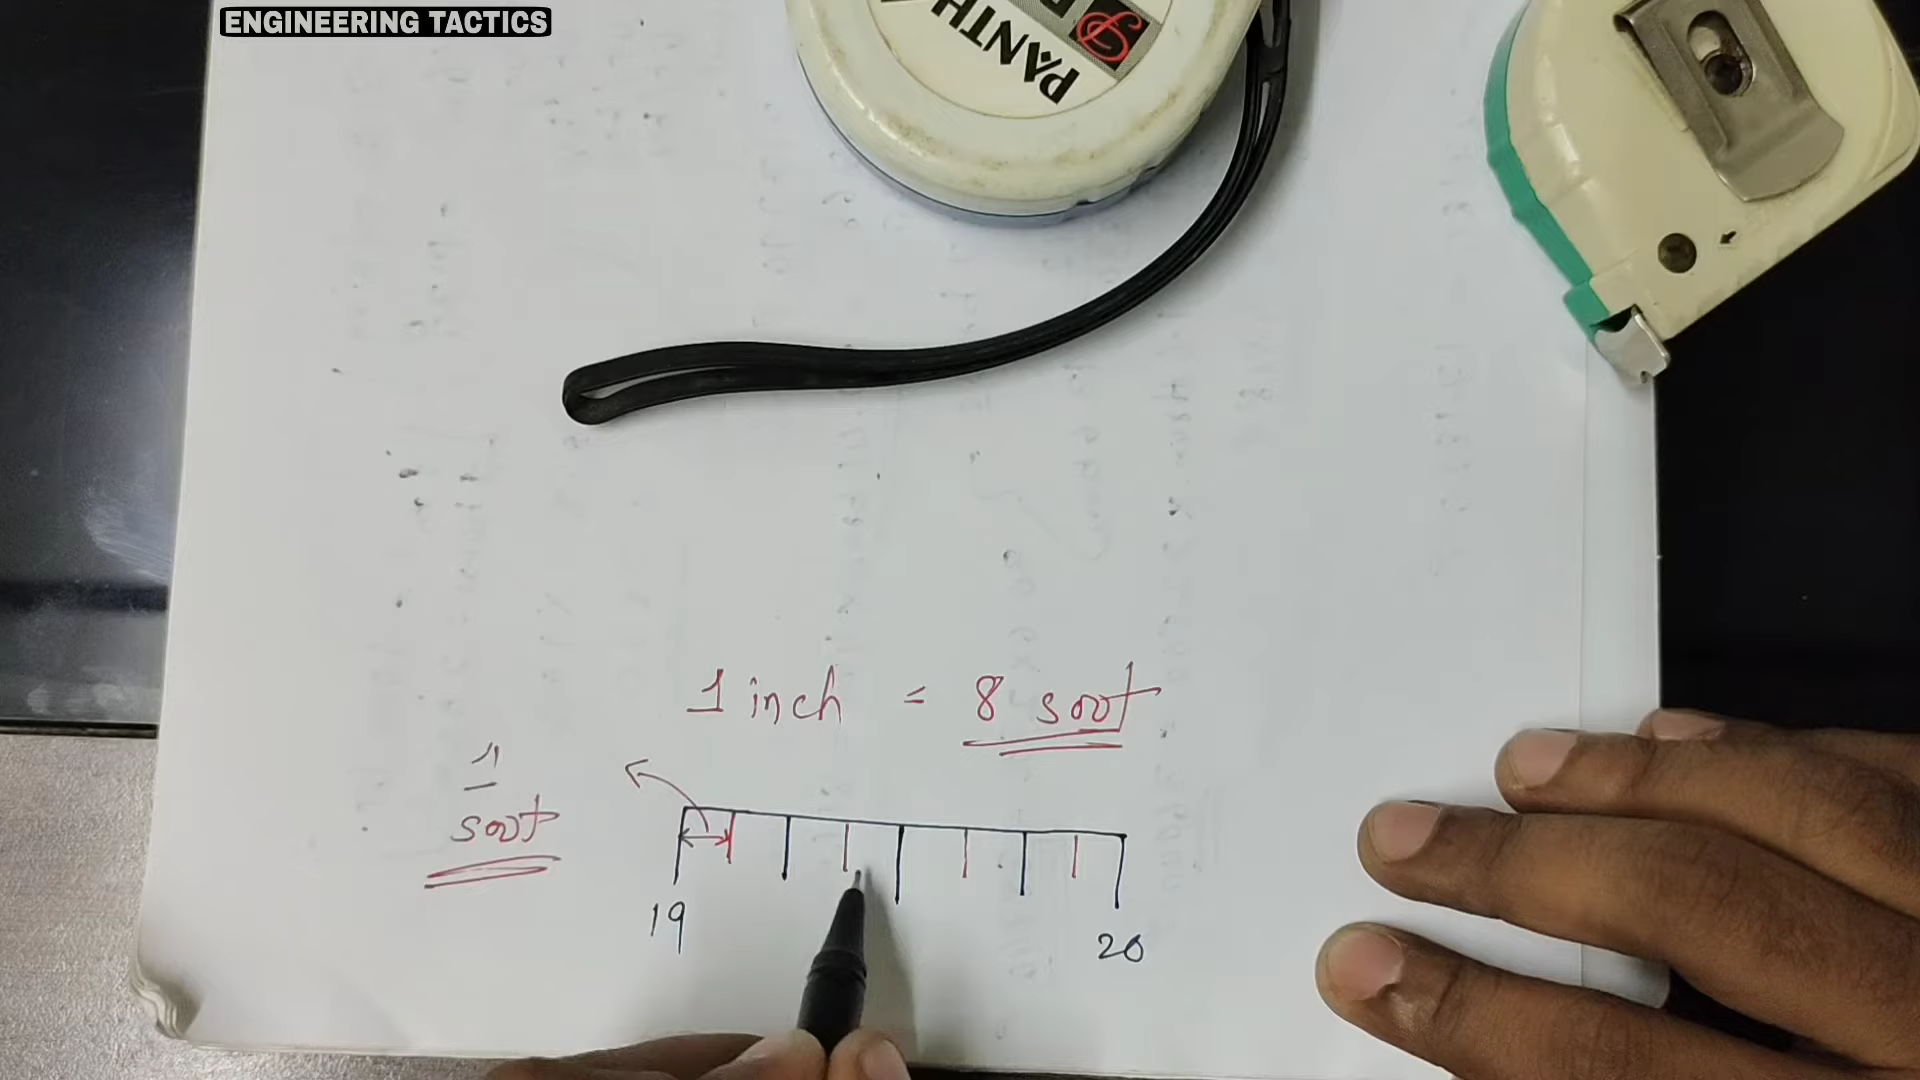 ENGINEERING TACTICS
PANTH
1 inch = 8 soot
1
soot
19
20